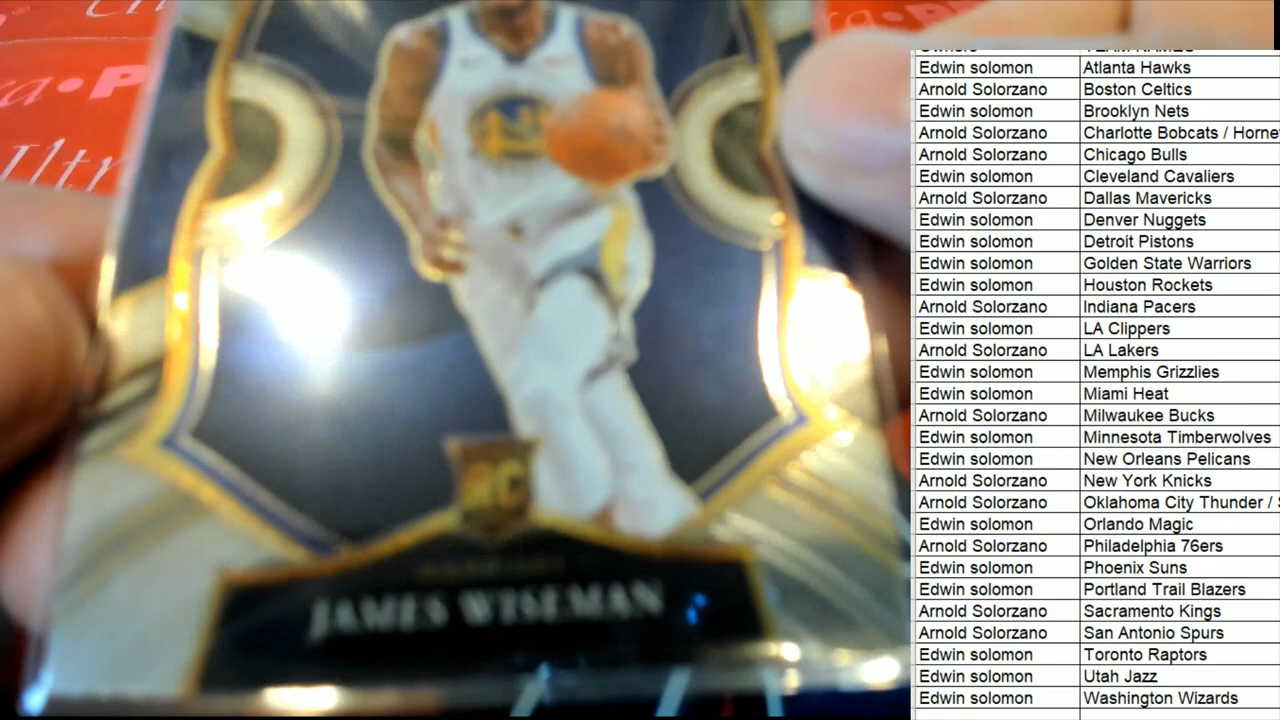 JAMES WISEMAN
RC
Edwin solomon Atlanta Hawks
Arnold Solorzano Boston Celtics
Edwin solomon Brooklyn Nets
Arnold Solorzano Charlotte Bobcats / Horne
Arnold Solorzano Chicago Bulls
Edwin solomon Cleveland Cavaliers
Arnold Solorzano Dallas Mavericks
Edwin solomon Denver Nuggets
Edwin solomon Detroit Pistons
Edwin solomon Golden State Warriors
Edwin solomon Houston Rockets
Arnold Solorzano Indiana Pacers
Edwin solomon LA Clippers
Arnold Solorzano LA Lakers
Edwin solomon Memphis Grizzlies
Edwin solomon Miami Heat
Arnold Solorzano Milwaukee Bucks
Edwin solomon Minnesota Timberwolves
Edwin solomon New Orleans Pelicans
Arnold Solorzano New York Knicks
Arnold Solorzano Oklahoma City Thunder /
Edwin solomon Orlando Magic
Arnold Solorzano Philadelphia 76ers
Edwin solomon Phoenix Suns
Edwin solomon Portland Trail Blazers
Arnold Solorzano Sacramento Kings
Arnold Solorzano San Antonio Spurs
Edwin solomon Toronto Raptors
Edwin solomon Utah Jazz
Edwin solomon Washington Wizards